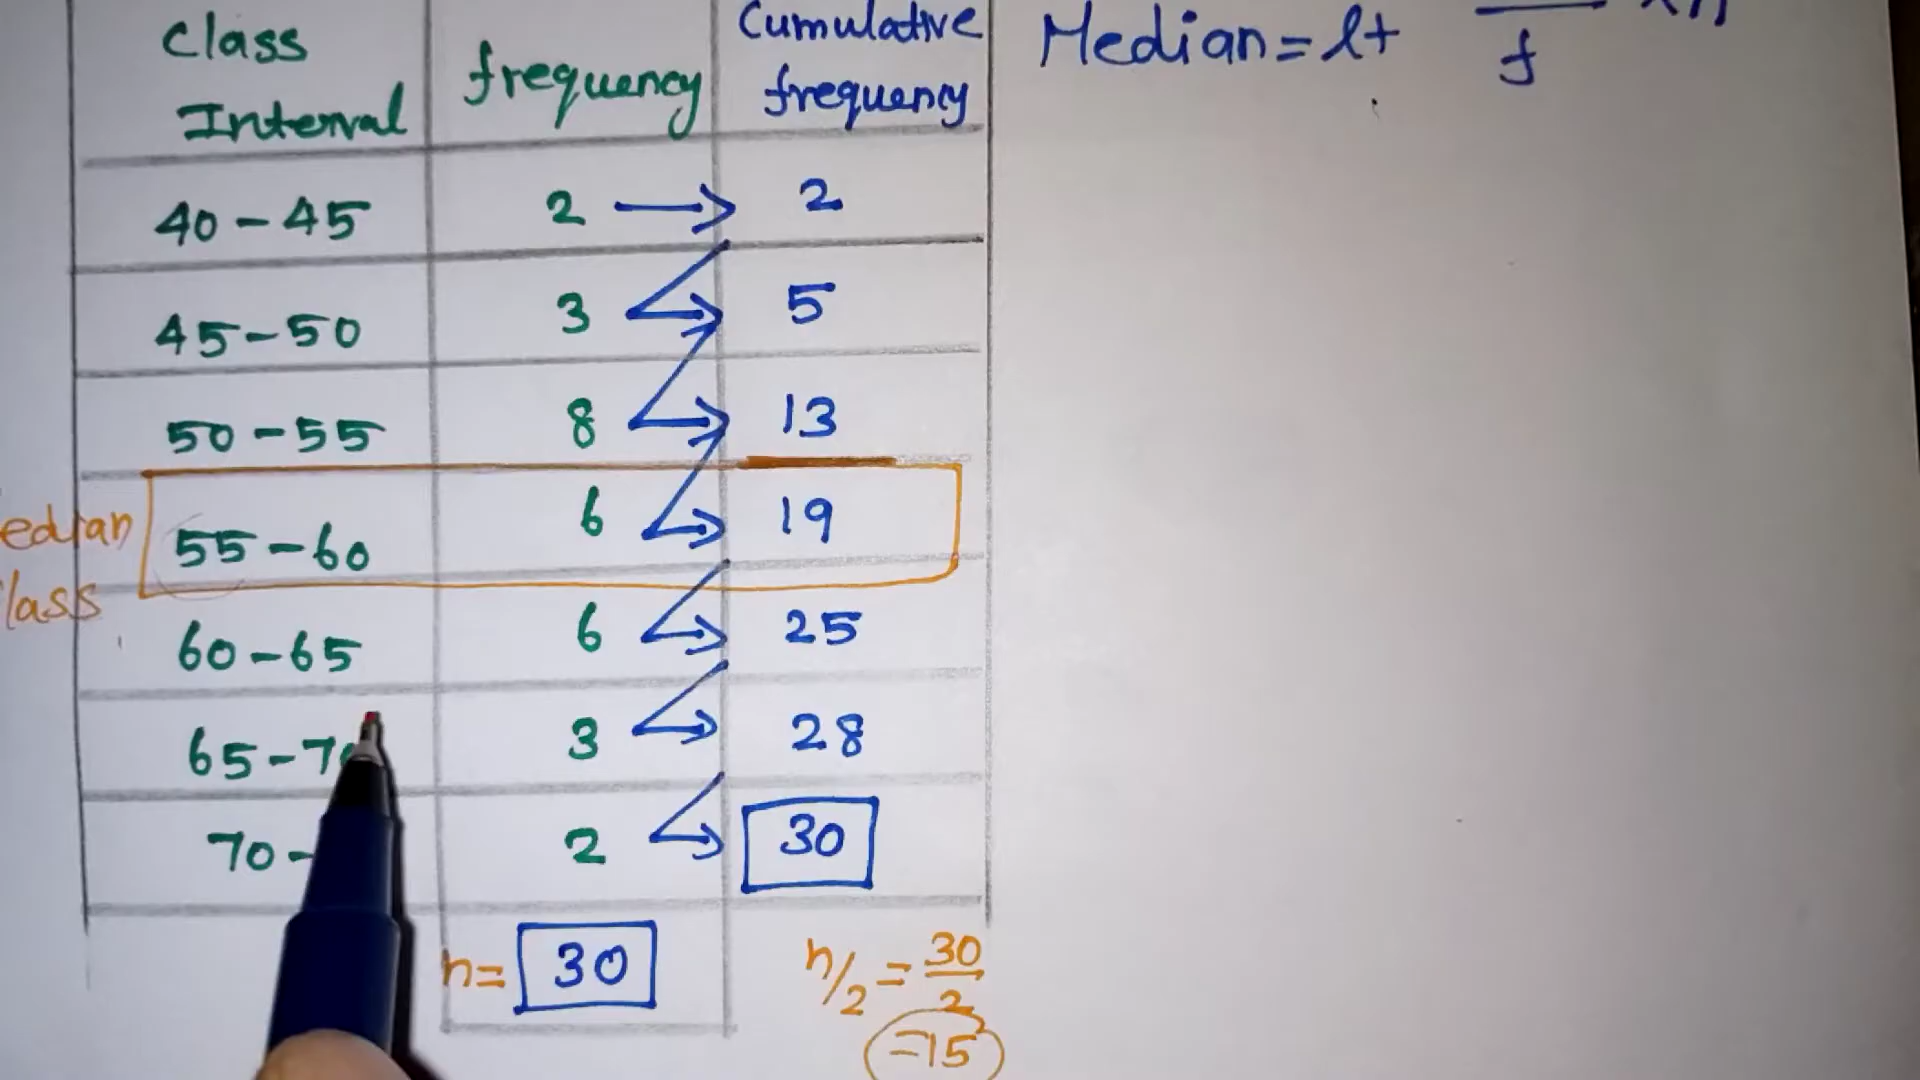 Class Interval frequency Cumulative frequency
40-45 2 2
45-50 3 5
50-55 8 13
55-60 6 19
60-65 6 25
65-70 3 28
70- 2 30
n= 30
n/2 = 30/2
=15
edian
lass
Median = l+
f